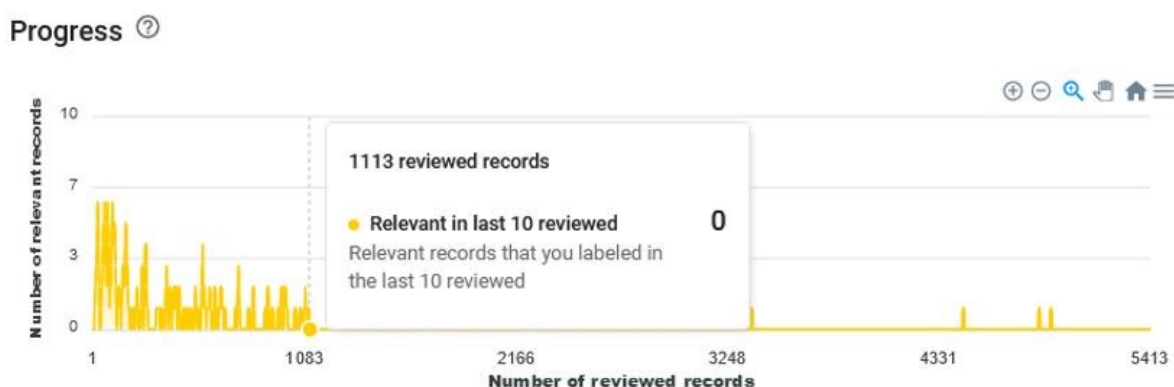 Progress ?
Number of relevant records
10
7
3
0
1113 reviewed records
Relevant in last 10 reviewed 0
Relevant records that you labeled in
the last 10 reviewed
1 1083 2166 3248 4331 5413
Number of reviewed records